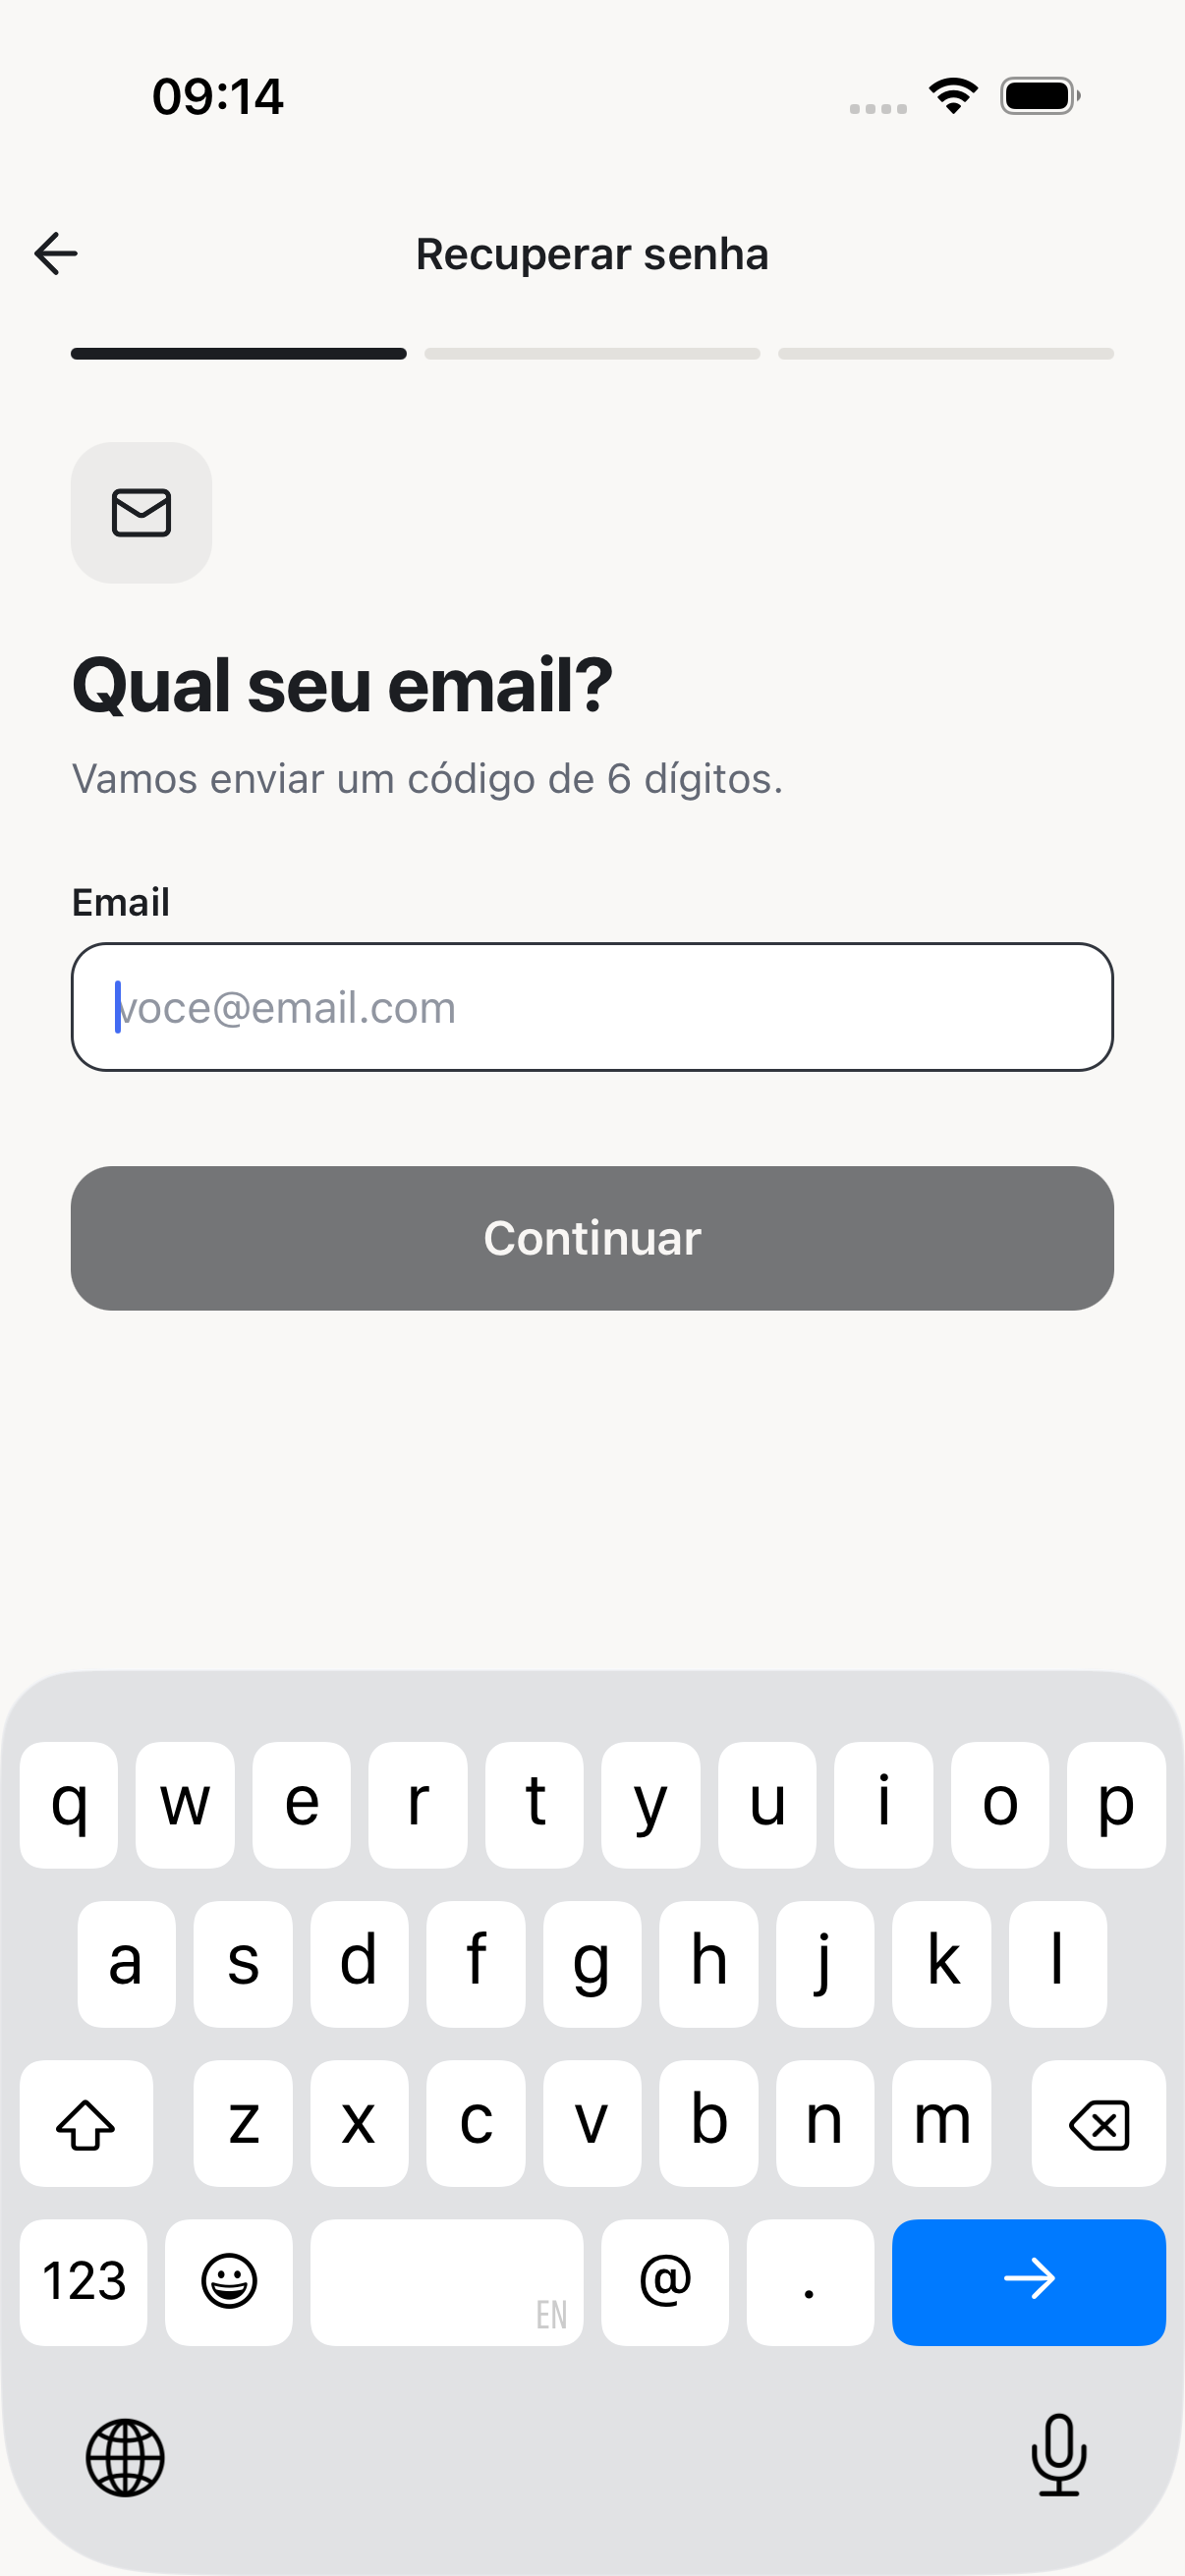 09:14
Recuperar senha
Qual seu email?
Vamos enviar um código de 6 dígitos.
Email
voce@email.com
Continuar
q w e r t y u i o p
a s d f g h j k l
z x c v b n m
123 @ .
EN